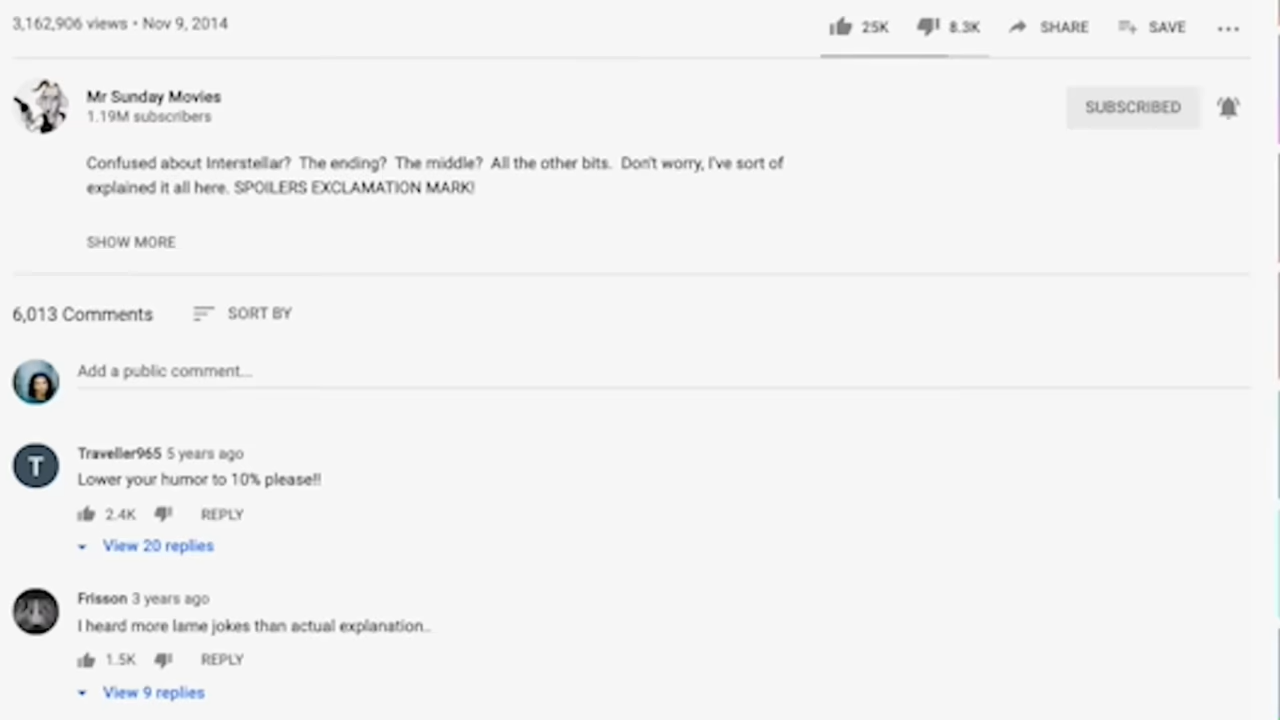 3,162,906 views • Nov 9, 2014
25K 8.3K SHARE SAVE ...
Mr Sunday Movies
1.19M subscribers
SUBSCRIBED
Confused about Interstellar? The ending? The middle? All the other bits. Don't worry, I've sort of
explained it all here. SPOILERS EXCLAMATION MARK!
SHOW MORE
6,013 Comments SORT BY
Add a public comment...
T
Traveller965 5 years ago
Lower your humor to 10% please!!
2.4K REPLY
View 20 replies
Frisson 3 years ago
I heard more lame jokes than actual explanation..
1.5K REPLY
View 9 replies